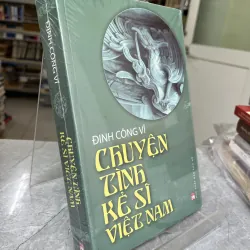 ĐINH CÔNG VĨ
CHUYỆN
TÌNH
KẺ SĨ
VIỆT NAM
ĐINH CÔNG VĨ
CHUYỆN TÌNH
KẺ SĨ VIỆT NAM